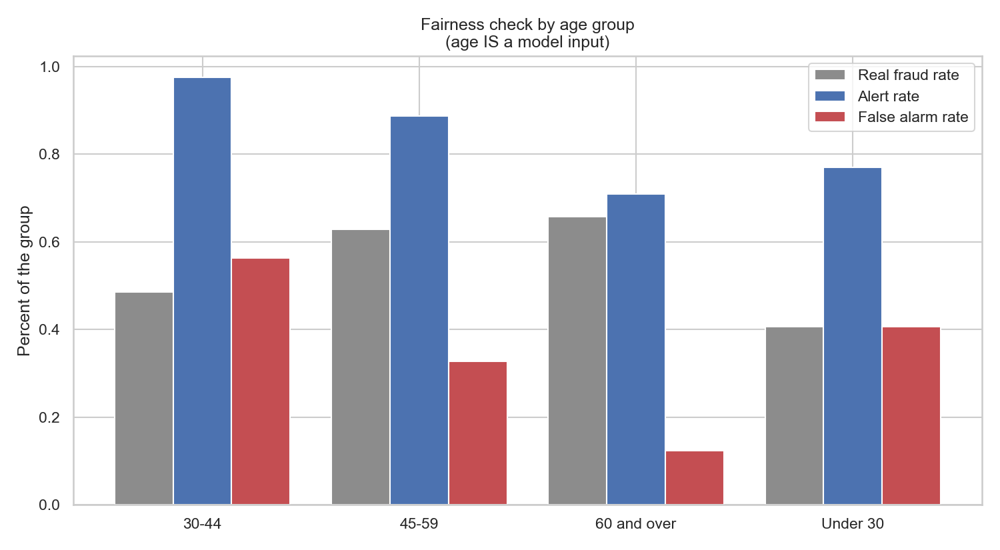 Fairness check by age group
(age IS a model input)
Real fraud rate
Alert rate
False alarm rate
Percent of the group
1.0
0.8
0.6
0.4
0.2
0.0
30-44
45-59
60 and over
Under 30